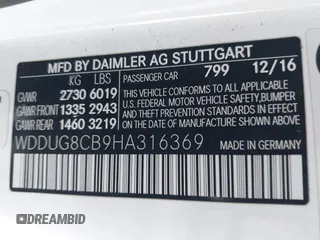 MFD BY DAIMLER AG STUTTGART
KG LBS PASSENGER CAR 799 12/16
GVWR 2730 6019
GAWR FRONT 1335 2943
GAWR REAR 1460 3219
THIS VEHICLE CONFORMS TO ALL APPLICABLE U.S. FEDERAL MOTOR VEHICLE SAFETY, BUMPER, AND THEFT PREVENTION STANDARDS IN EFFECT ON THE DATE OF MANUFACTURE SHOWN ABOVE.
WDDUG8CB9HA316369
MADE IN GERMANY
DEALERSHIPS .CC